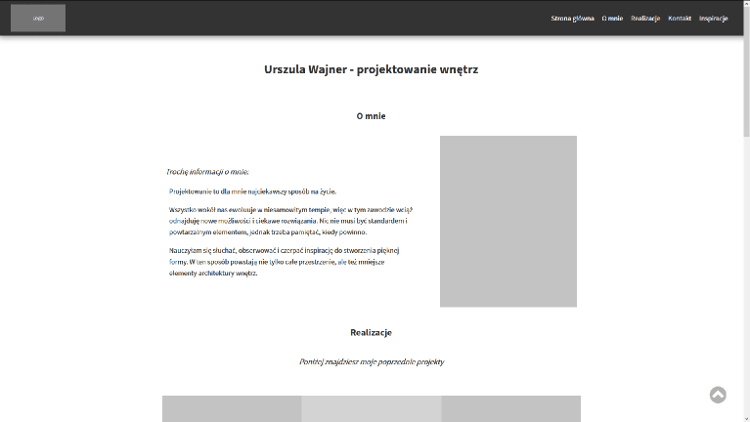 Strona główna O mnie Realizacje Kontakt Inspiracje
Urszula Wajner - projektowanie wnętrz
O mnie
Trochę informacji o mnie:
Projektowanie to dla mnie najciekawszy sposób na życie.
Wszystko wokół nas ewoluuje w niesamowitym tempie, więc w tym zawodzie wciąż
odnajduję nowe możliwości i ciekawe rozwiązania. Nic nie musi być standardem i
powtarzalnym elementem, jednak trzeba pamiętać, kiedy powinno.
Nauczyłam się słuchać, obserwować i czerpać inspirację do stworzenia pięknej
formy. W ten sposób powstają nie tylko całe przestrzenie, ale też mniejsze
elementy architektury wnętrz.
Realizacje
Poniżej znajdziesz moje poprzednie projekty